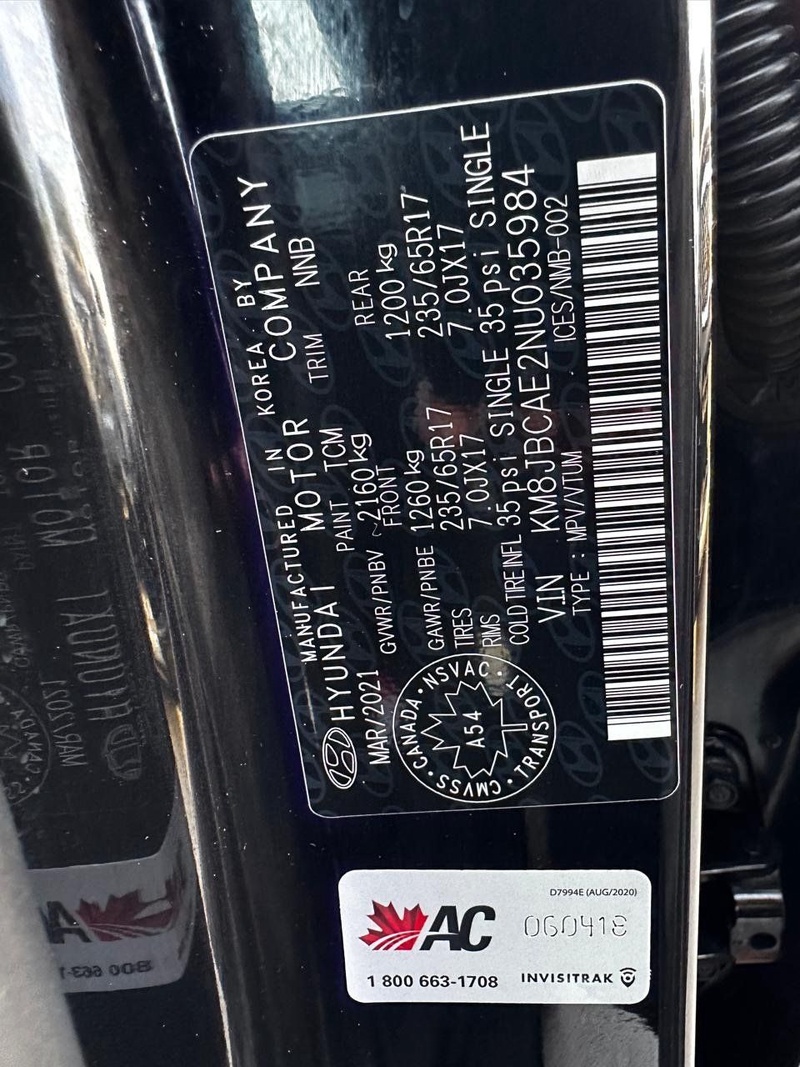 MANUFACTURED IN KOREA BY
HYUNDAI MOTOR COMPANY
MAR/2021 PAINT TCM TRIM NNB
GVWR/PNBV ~ 2160 kg
FRONT REAR
GAWR/PNBE 1260 kg 1200 kg
TIRES 235/65R17 235/65R17
RIMS 7.0JX17 7.0JX17
COLD TIRE INFL 35 psi SINGLE 35 psi SINGLE
VIN KM8JBCAE2NU035984
TYPE : MPV/VTUM ICES/NMB-002
CMVSS · CANADA · NSVAC · TRANSPORT
A54
D7994E (AUG/2020)
AC 060418
1 800 663-1708 INVISITRAK